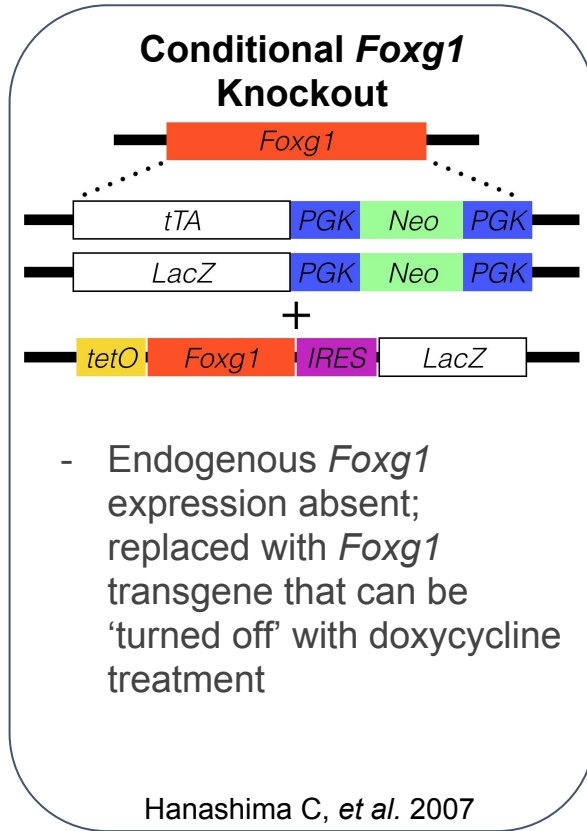 Conditional Foxg1
Knockout
Foxg1
tTA PGK Neo PGK
LacZ PGK Neo PGK
+
tetO Foxg1 IRES LacZ
- Endogenous Foxg1
expression absent;
replaced with Foxg1
transgene that can be
‘turned off’ with doxycycline
treatment
Hanashima C, et al. 2007